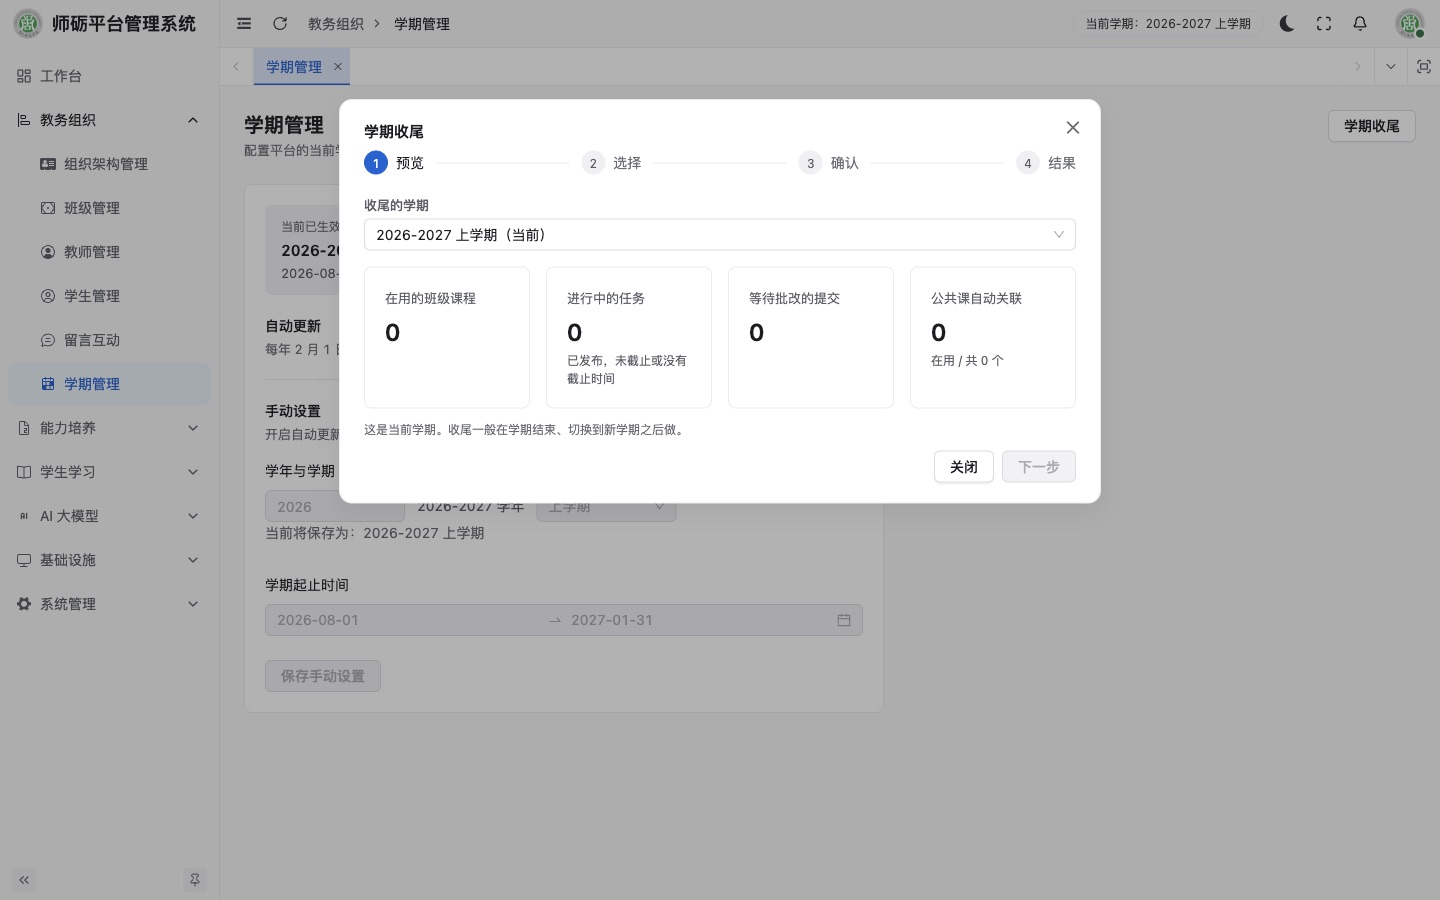 师砺平台管理系统
教务组织
学期管理
当前学期：2026-2027 上学期
学期管理
工作台
教务组织
组织架构管理
班级管理
教师管理
学生管理
留言互动
学期管理
能力培养
学生学习
AI 大模型
基础设施
系统管理
学期管理
学期收尾
配置平台的当前
当前已生效
2026-20
2026-08-
自动更新
每年 2 月 1
手动设置
开启自动更新
学年与学期
2026
2026-2027 学年
上学期
当前将保存为：2026-2027 上学期
学期起止时间
2026-08-01
2027-01-31
保存手动设置
学期收尾
1 预览
2 选择
3 确认
4 结果
收尾的学期
2026-2027 上学期（当前）
在用的班级课程
0
进行中的任务
0
已发布，未截止或没有
截止时间
等待批改的提交
0
公共课自动关联
0
在用 / 共 0 个
这是当前学期。收尾一般在学期结束、切换到新学期之后做。
关闭
下一步